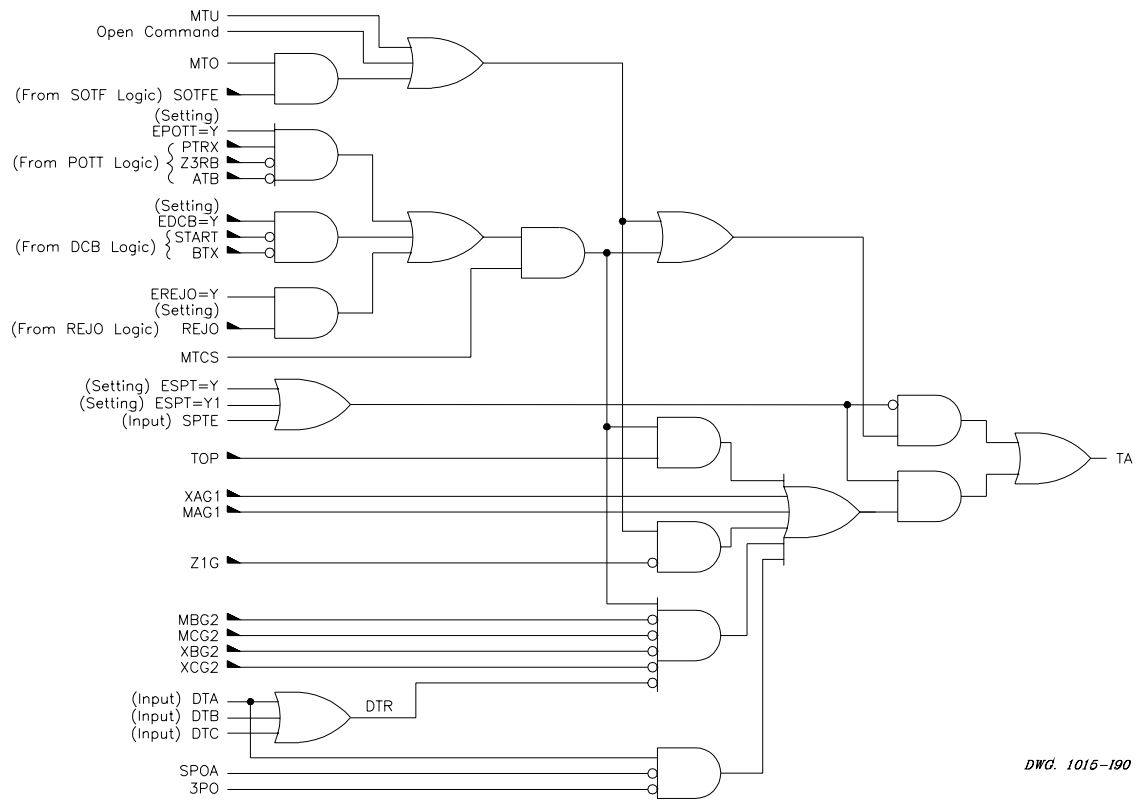 MTU
Open Command
MTO
(From SOTF Logic) SOTFE
(Setting)
EPOTT=Y
PTRX
(From POTT Logic) { Z3RB
ATB
(Setting)
EDCB=Y
START
(From DCB Logic) {
BTX
EREJO=Y
(Setting)
(From REJO Logic) REJO
MTCS
(Setting) ESPT=Y
(Setting) ESPT=Y1
(Input) SPTE
TOP
TA
XAG1
MAG1
Z1G
MBG2
MCG2
XBG2
XCG2
(Input) DTA
DTR
(Input) DTB
(Input) DTC
SPOA
3PO
DWG. 1015-I90